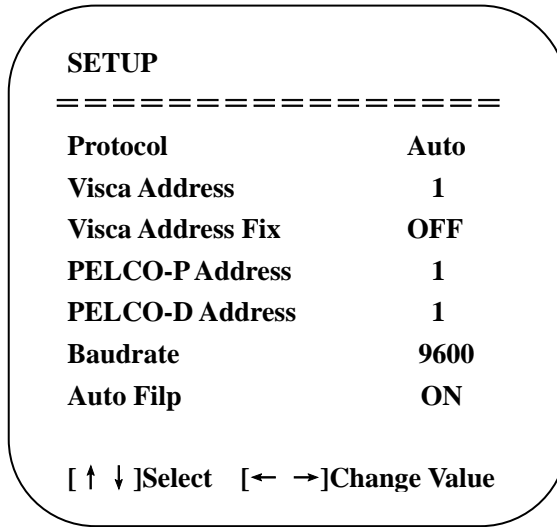 SETUP
================
Protocol Auto
Visca Address 1
Visca Address Fix OFF
PELCO-P Address 1
PELCO-D Address 1
Baudrate 9600
Auto Filp ON
[ ↑ ↓ ]Select [← →]Change Value